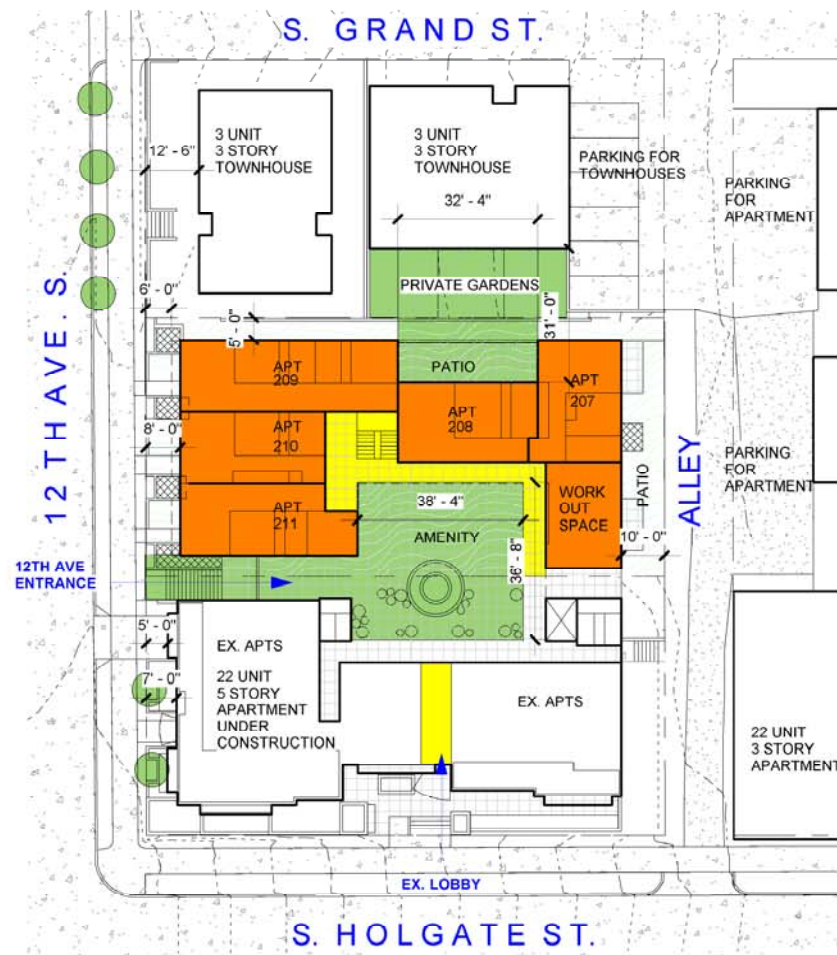 S. GRAND ST.
12' - 6"
3 UNIT
3 STORY
TOWNHOUSE
3 UNIT
3 STORY
TOWNHOUSE
32' - 4"
PARKING FOR
TOWNHOUSES
PARKING
FOR
APARTMENT
6' - 0"
PRIVATE GARDENS
5' - 0"
31' - 0"
12TH AVE. S.
APT
209
PATIO
APT
207
APT
208
8' - 0"
APT
210
ALLEY
PARKING
FOR
APARTMENT
PATIO
APT
211
38' - 4"
WORK
OUT
SPACE
AMENITY
36' - 8"
10' - 0"
12TH AVE
ENTRANCE
5' - 0"
7' - 0"
EX. APTS
22 UNIT
5 STORY
APARTMENT
UNDER
CONSTRUCTION
EX. APTS
22 UNIT
3 STORY
APARTMENT
EX. LOBBY
S. HOLGATE ST.